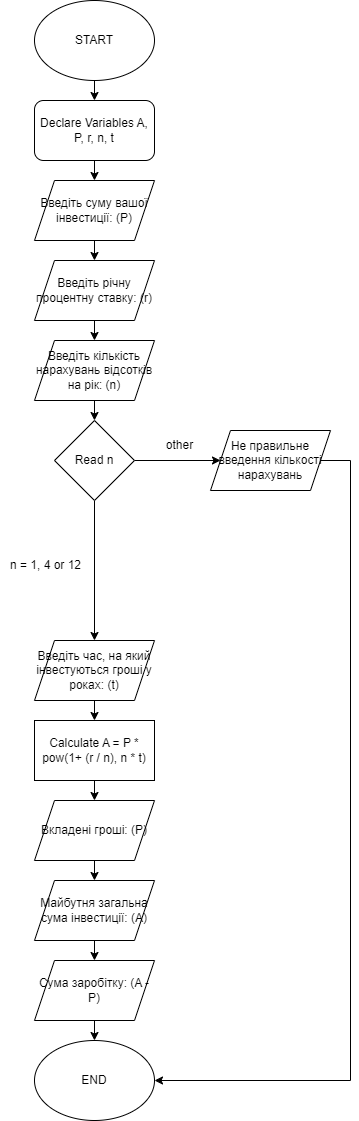 START
Declare Variables A,
P, r, n, t
Введіть суму вашої
інвестиції: (P)
Введіть річну
процентну ставку: (r)
Введіть кількість
нарахувань відсотків
на рік: (n)
Read n
other
Не правильне
введення кількості
нарахувань
n = 1, 4 or 12
Введіть час, на який
інвестуються гроші у
роках: (t)
Calculate A = P *
pow(1+ (r / n), n * t)
Вкладені гроші: (P)
Майбутня загальна
сума інвестиції: (A)
Сума заробітку: (A -
P)
END